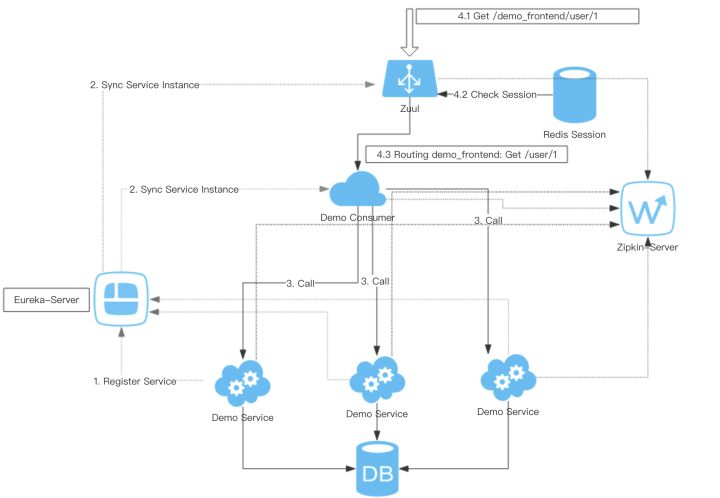 4.1 Get /demo_frontend/user/1
2. Sync Service Instance
4.2 Check Session
Zuul
Redis Session
4.3 Routing demo_frontend: Get /user/1
2. Sync Service Instance
Demo Consumer
3. Call
W
Zipkin-Server
3. Call
3. Call
Eureka-Server
1. Register Service
Demo Service
Demo Service
Demo Service
DB